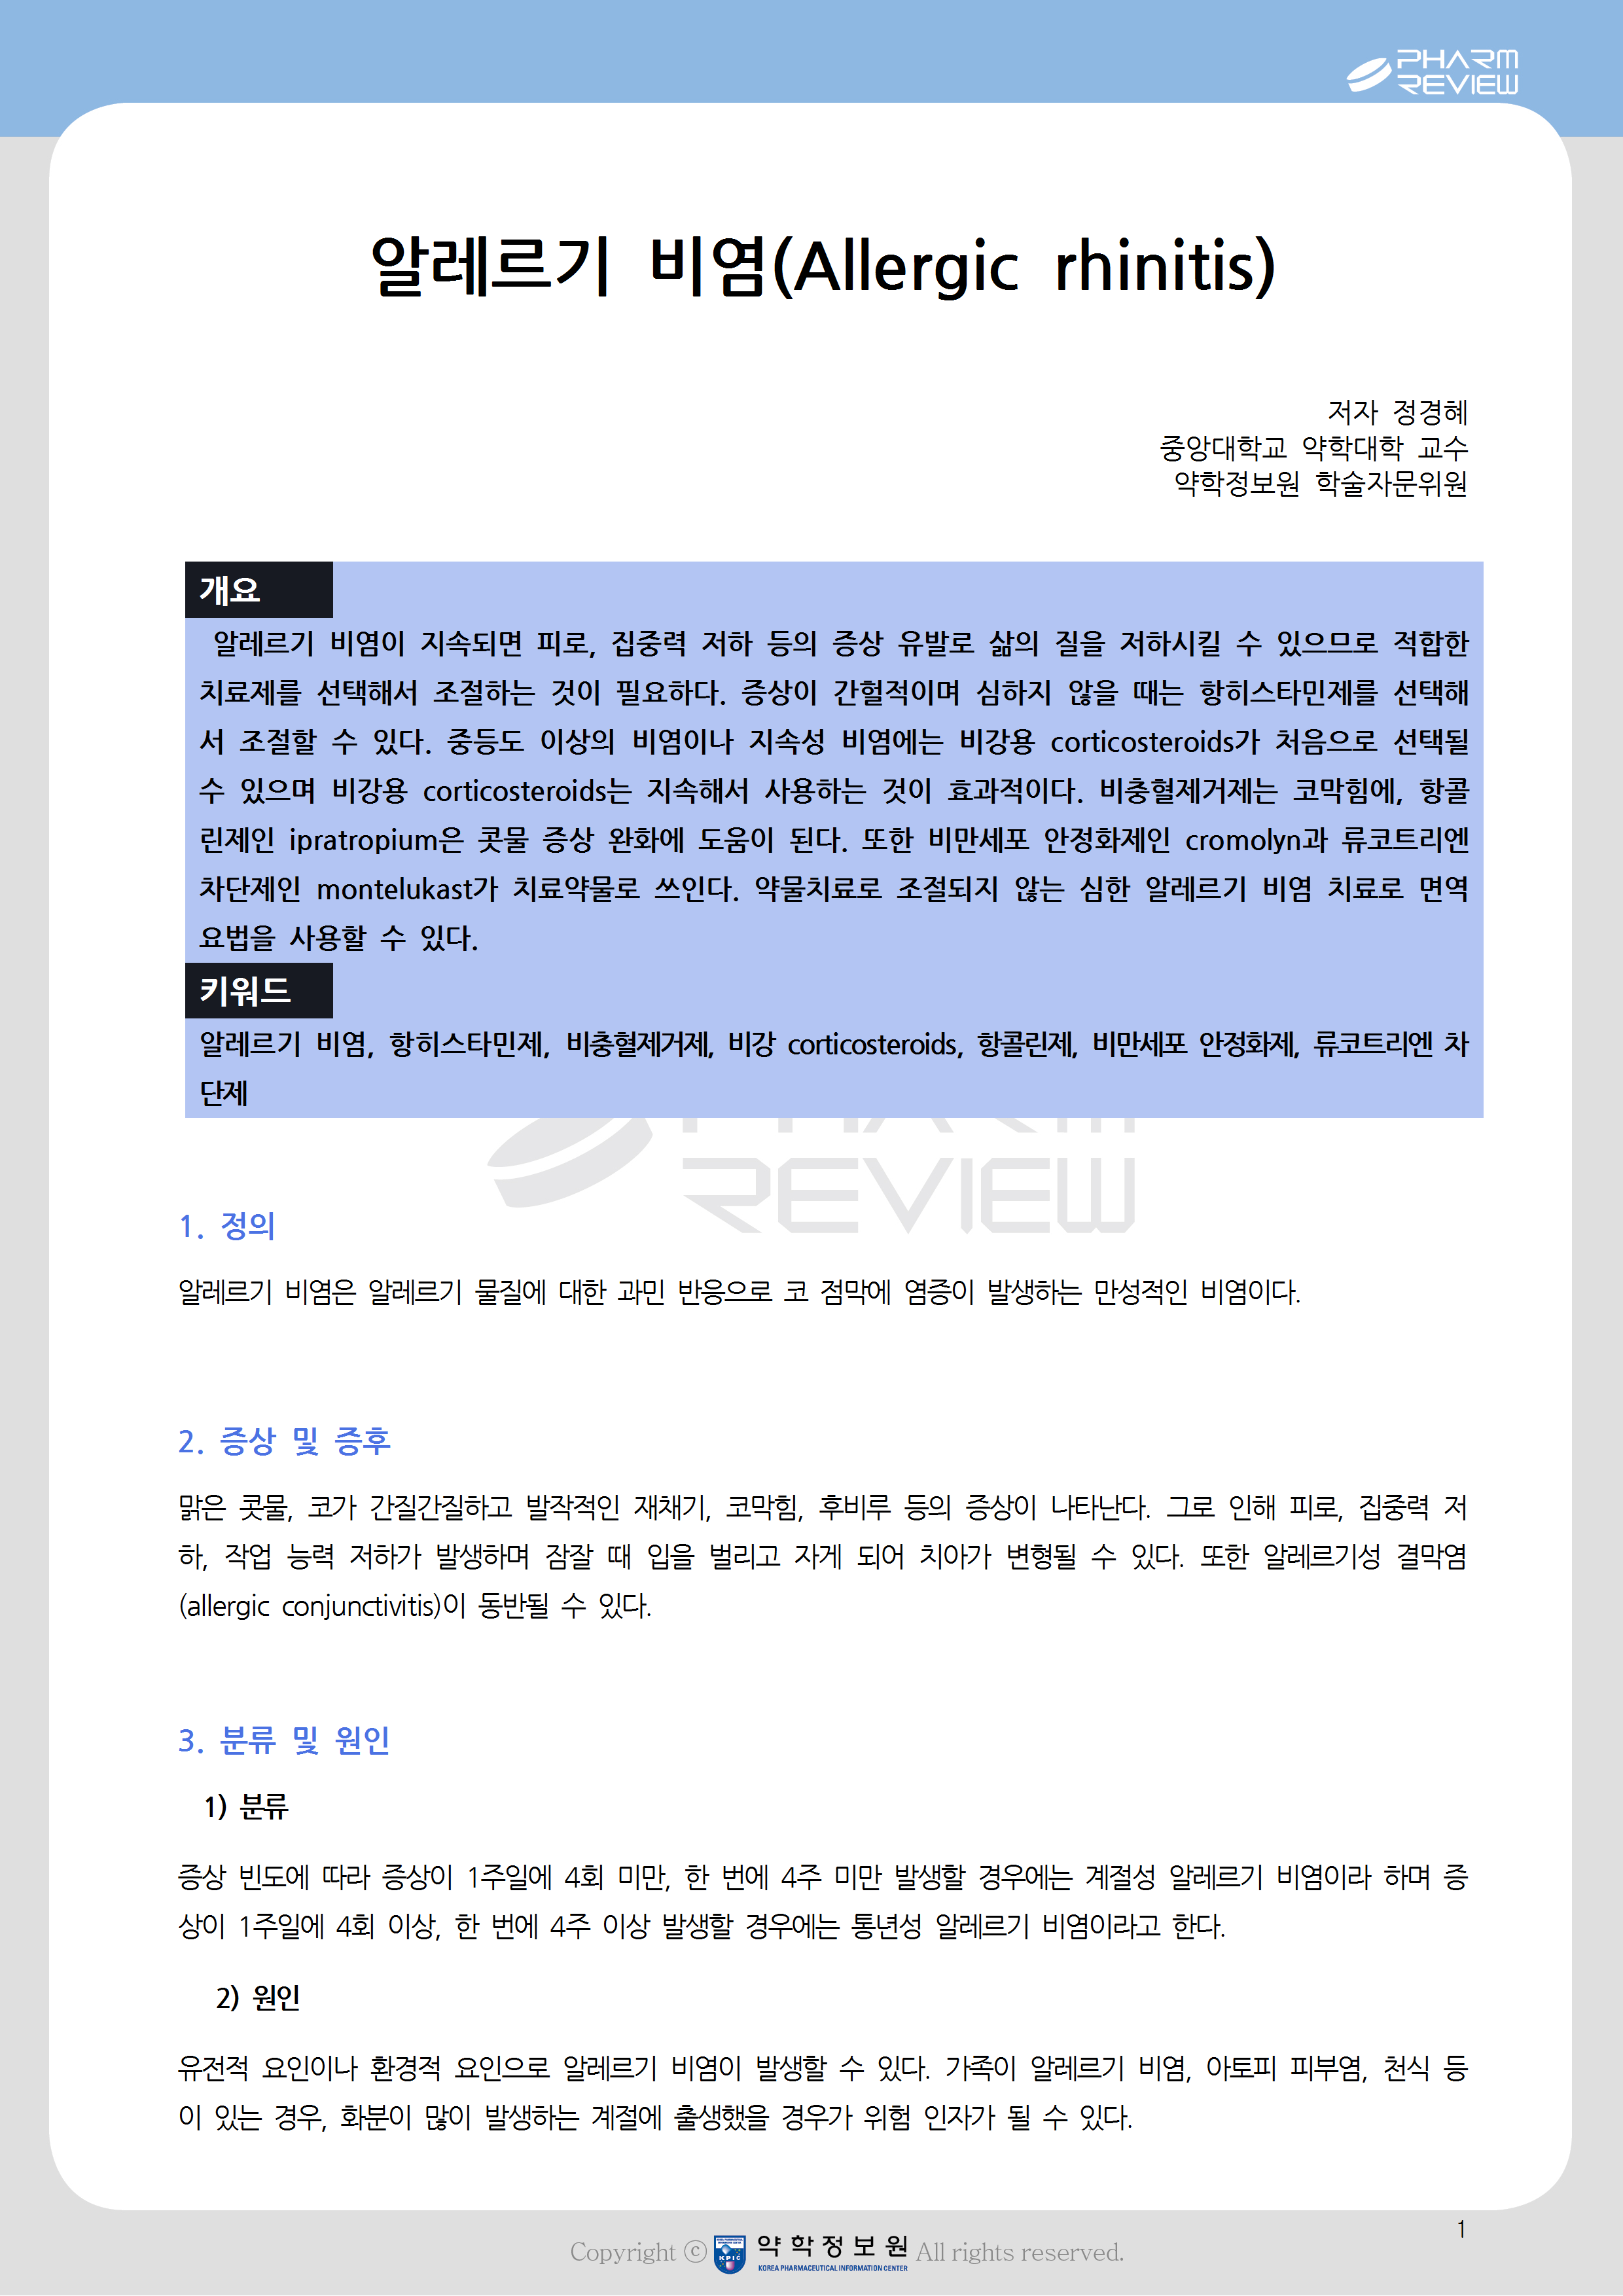 PHARM
REVIEW
알레르기 비염(Allergic rhinitis)
저자 정경혜
중앙대학교 약학대학 교수
약학정보원 학술자문위원
개요
알레르기 비염이 지속되면 피로, 집중력 저하 등의 증상 유발로 삶의 질을 저하시킬 수 있으므로 적합한
치료제를 선택해서 조절하는 것이 필요하다. 증상이 간헐적이며 심하지 않을 때는 항히스타민제를 선택해
서 조절할 수 있다. 중등도 이상의 비염이나 지속성 비염에는 비강용 corticosteroids가 처음으로 선택될
수 있으며 비강용 corticosteroids는 지속해서 사용하는 것이 효과적이다. 비충혈제거제는 코막힘에, 항콜
린제인 ipratropium은 콧물 증상 완화에 도움이 된다. 또한 비만세포 안정화제인 cromolyn과 류코트리엔
차단제인 montelukast가 치료약물로 쓰인다. 약물치료로 조절되지 않는 심한 알레르기 비염 치료로 면역
요법을 사용할 수 있다.
키워드
알레르기 비염, 항히스타민제, 비충혈제거제, 비강 corticosteroids, 항콜린제, 비만세포 안정화제, 류코트리엔 차
단제
PHARM
REVIEW
1. 정의
알레르기 비염은 알레르기 물질에 대한 과민 반응으로 코 점막에 염증이 발생하는 만성적인 비염이다.
2. 증상 및 증후
맑은 콧물, 코가 간질간질하고 발작적인 재채기, 코막힘, 후비루 등의 증상이 나타난다. 그로 인해 피로, 집중력 저
하, 작업 능력 저하가 발생하며 잠잘 때 입을 벌리고 자게 되어 치아가 변형될 수 있다. 또한 알레르기성 결막염
(allergic conjunctivitis)이 동반될 수 있다.
3. 분류 및 원인
1) 분류
증상 빈도에 따라 증상이 1주일에 4회 미만, 한 번에 4주 미만 발생할 경우에는 계절성 알레르기 비염이라 하며 증
상이 1주일에 4회 이상, 한 번에 4주 이상 발생할 경우에는 통년성 알레르기 비염이라고 한다.
2) 원인
유전적 요인이나 환경적 요인으로 알레르기 비염이 발생할 수 있다. 가족이 알레르기 비염, 아토피 피부염, 천식 등
이 있는 경우, 화분이 많이 발생하는 계절에 출생했을 경우가 위험 인자가 될 수 있다.
1
Copyright ⓒ KPIC 약학정보원 All rights reserved.
KOREA PHARMACEUTICAL INFORMATION CENTER